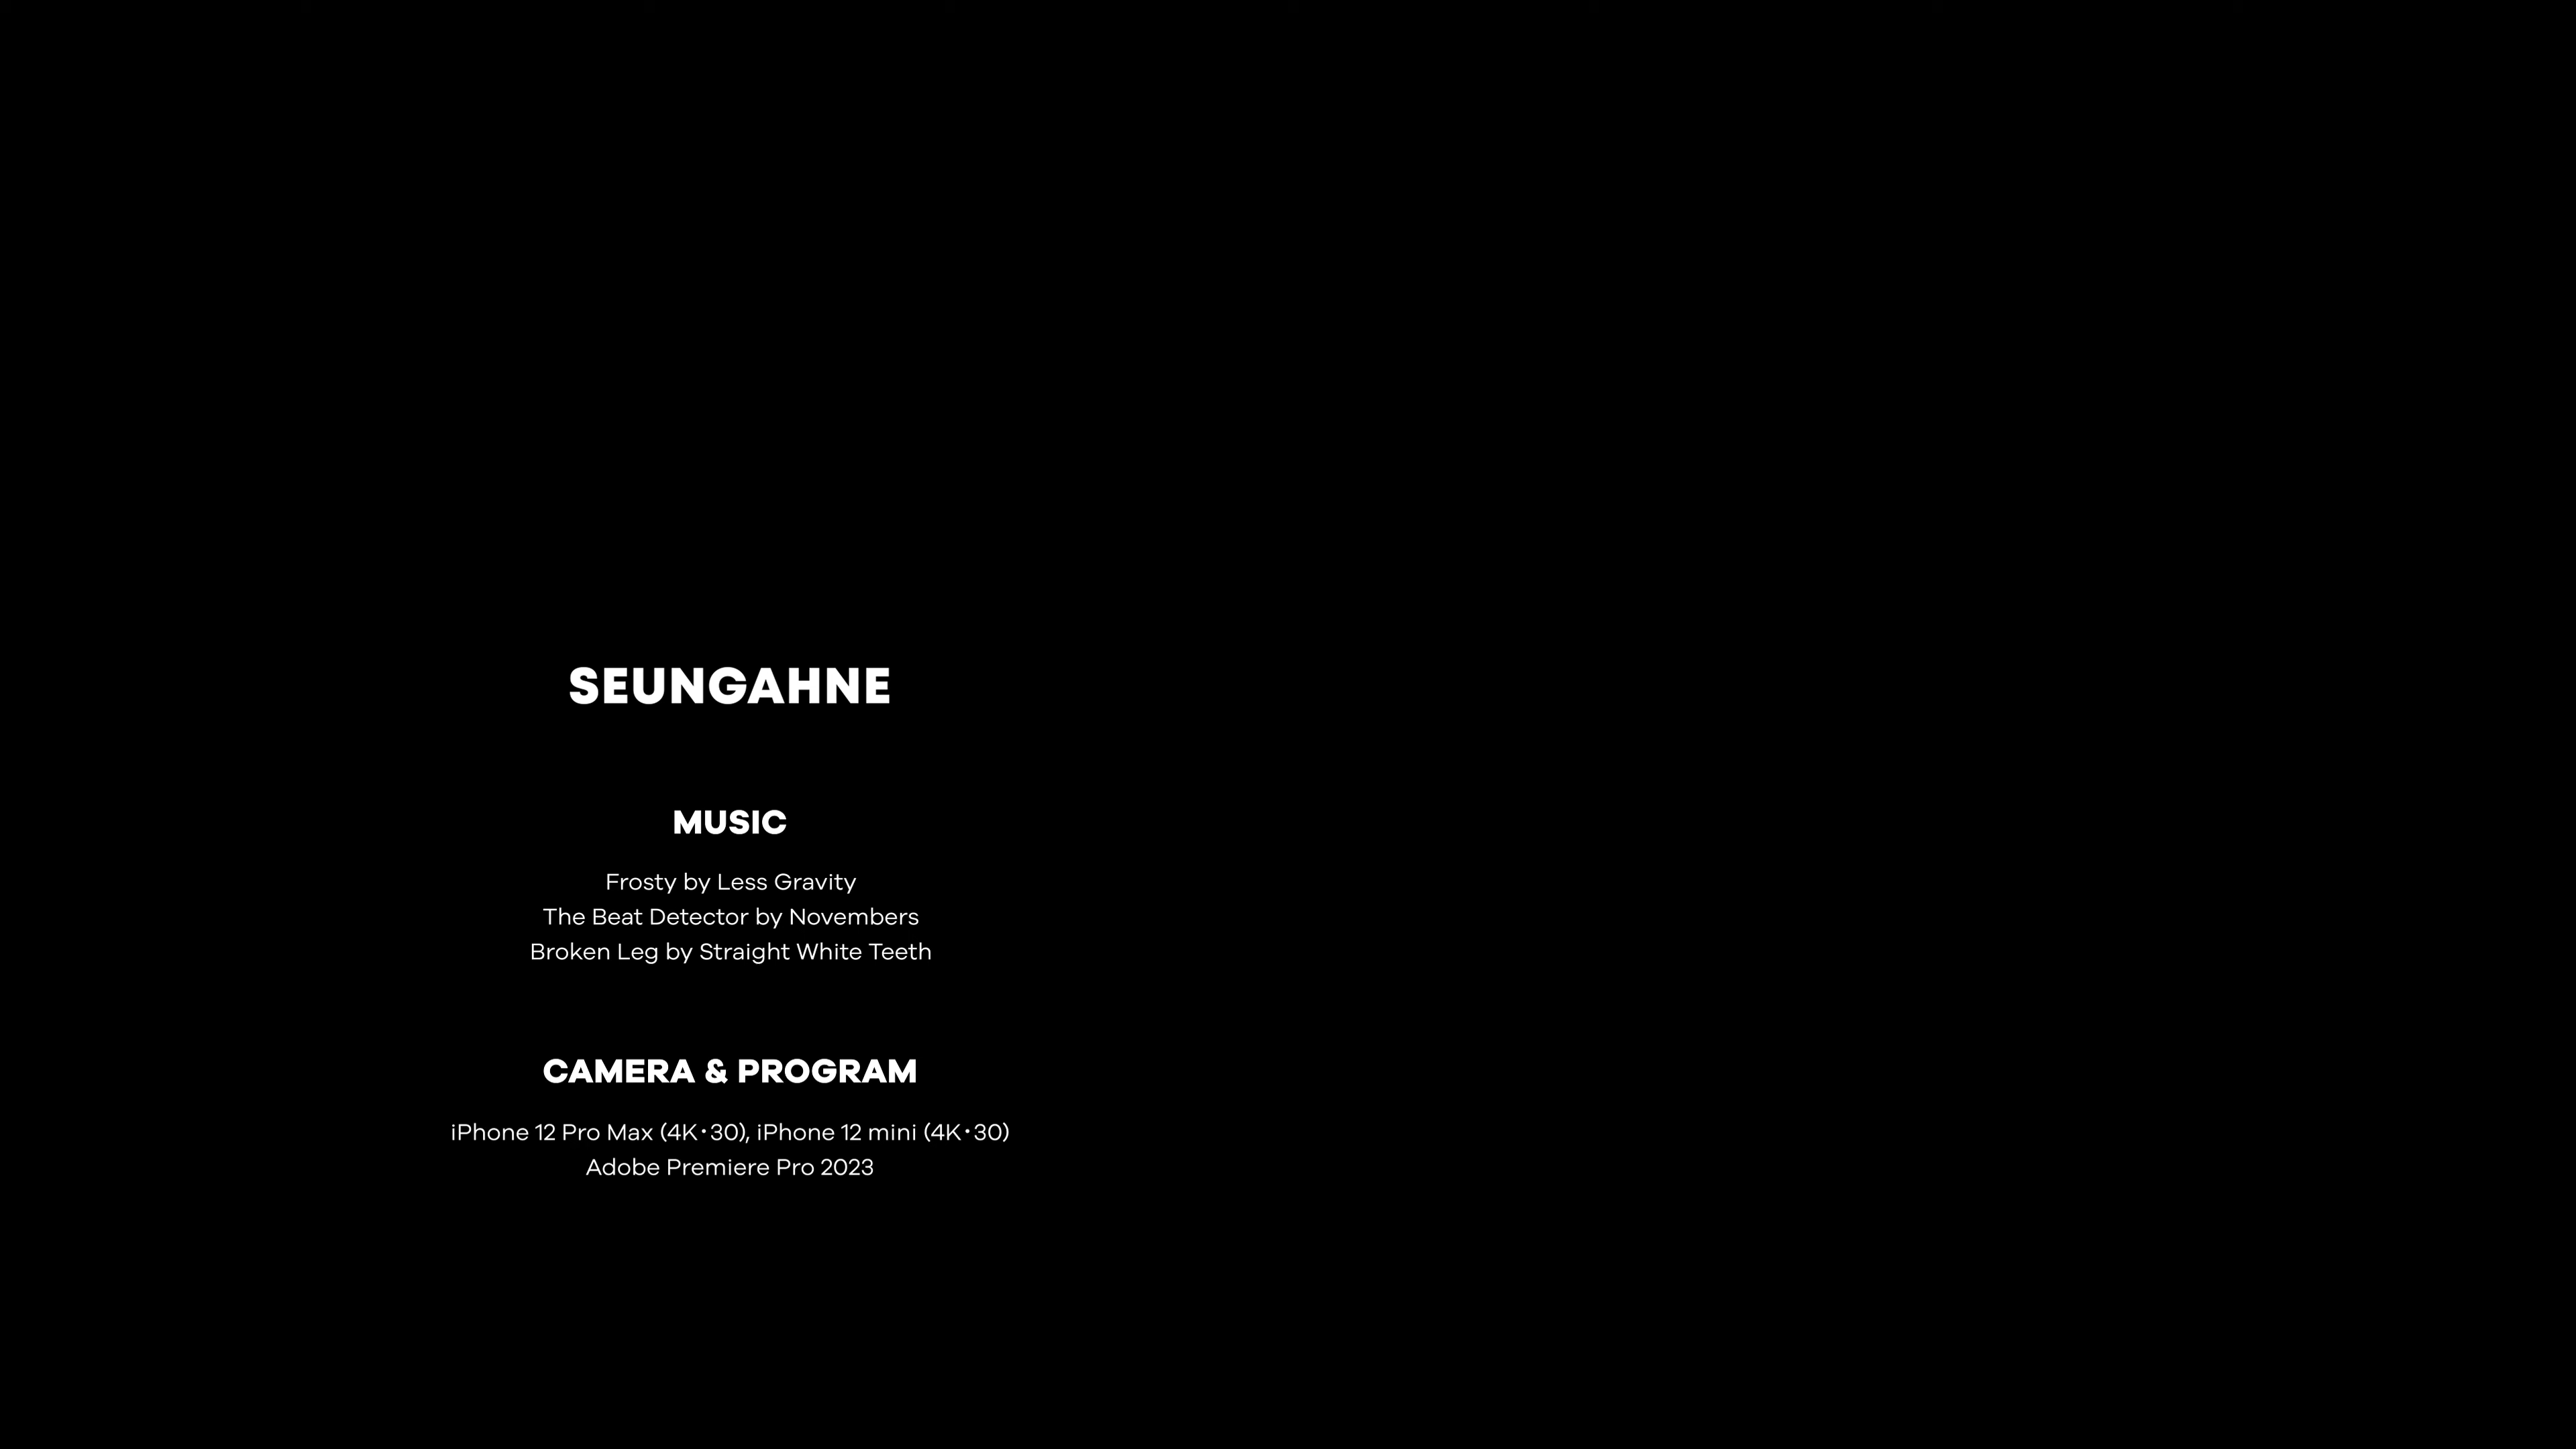 SEUNGAHNE
MUSIC
Frosty by Less Gravity
The Beat Detector by Novembers
Broken Leg by Straight White Teeth
CAMERA & PROGRAM
iPhone 12 Pro Max (4K･30), iPhone 12 mini (4K･30)
Adobe Premiere Pro 2023